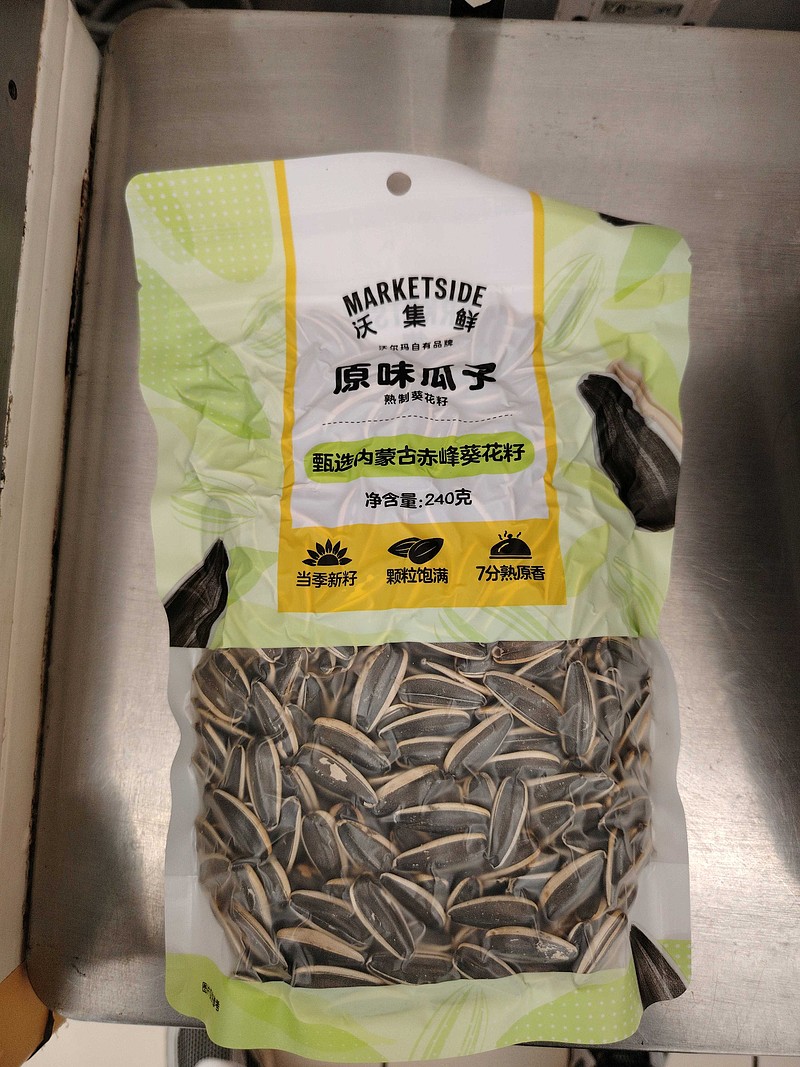 MARKETSIDE
沃集鲜
沃尔玛自有品牌
原味瓜子
熟制葵花籽
甄选内蒙古赤峰葵花籽
净含量:240克
当季新籽
颗粒饱满
7分熟原香